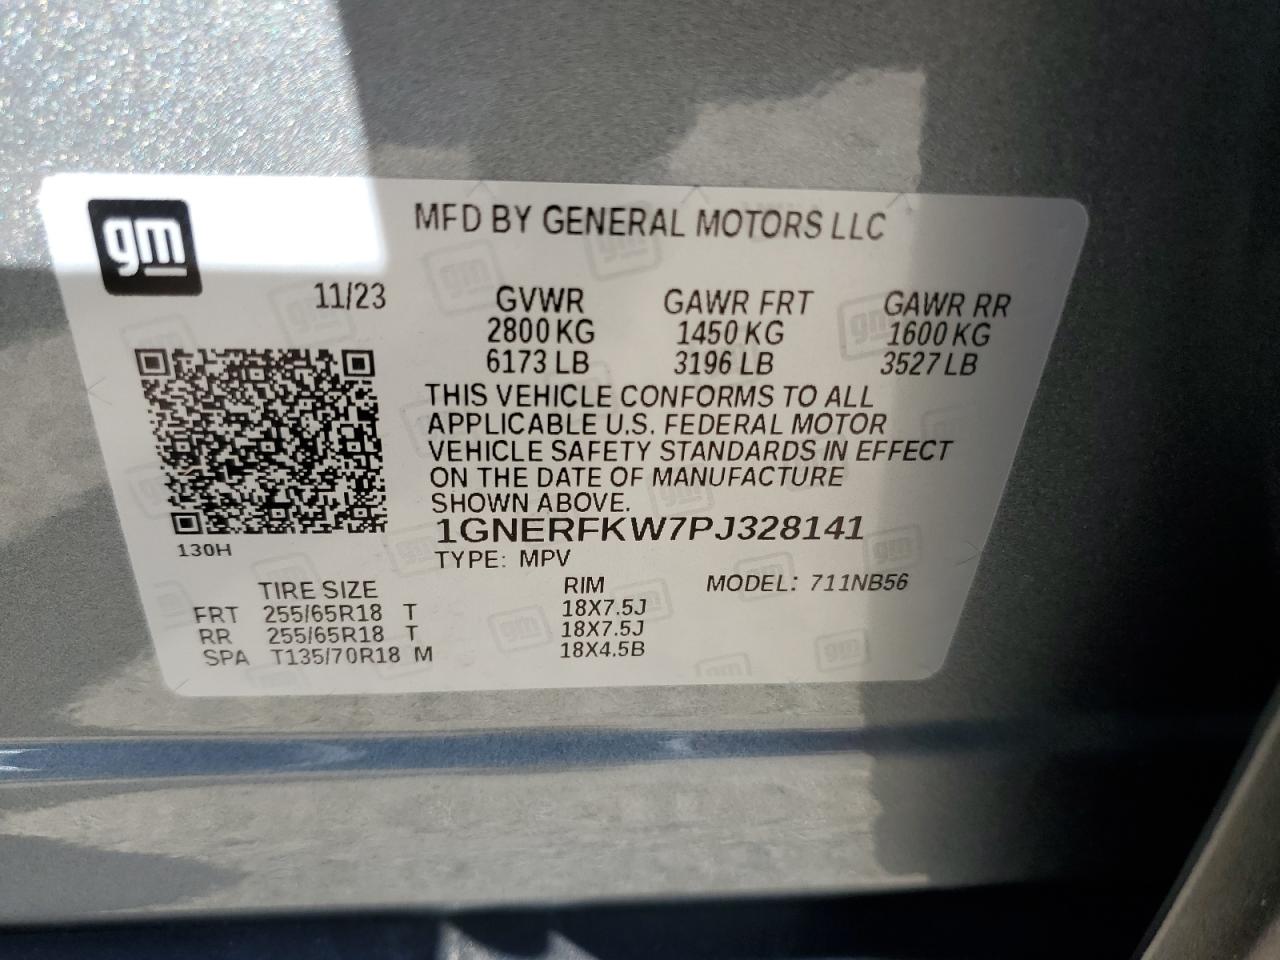 gm
MFD BY GENERAL MOTORS LLC
11/23
GVWR GAWR FRT GAWR RR
2800 KG 1450 KG 1600 KG
6173 LB 3196 LB 3527 LB
THIS VEHICLE CONFORMS TO ALL
APPLICABLE U.S. FEDERAL MOTOR
VEHICLE SAFETY STANDARDS IN EFFECT
ON THE DATE OF MANUFACTURE
SHOWN ABOVE.
1GNERFKW7PJ328141
130H
TYPE: MPV
TIRE SIZE RIM MODEL: 711NB56
FRT 255/65R18 T 18X7.5J
RR 255/65R18 T 18X7.5J
SPA T135/70R18 M 18X4.5B